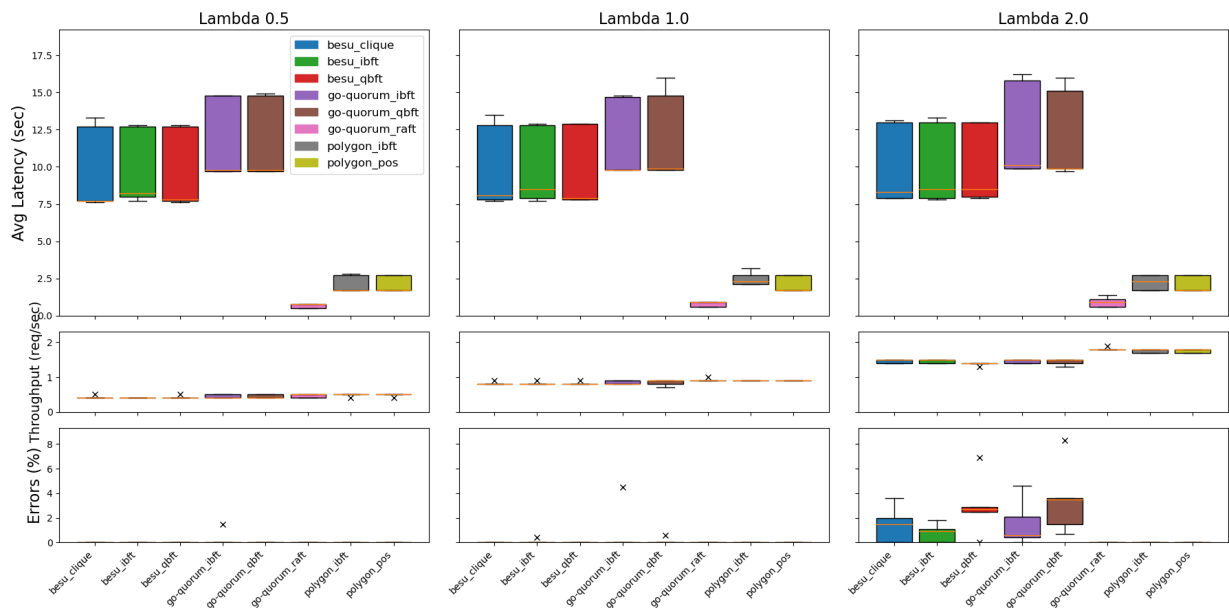 Lambda 0.5
Lambda 1.0
Lambda 2.0
Avg Latency (sec)
17.5
15.0
12.5
10.0
7.5
5.0
2.5
0.0
besu_clique
besu_ibft
besu_qbft
go-quorum_ibft
go-quorum_qbft
go-quorum_raft
polygon_ibft
polygon_pos
Throughput (req/sec)
2
1
0
Errors (%)
8
6
4
2
0
besu_clique
besu_ibft
besu_qbft
go-quorum_ibft
go-quorum_qbft
go-quorum_raft
polygon_ibft
polygon_pos
besu_clique
besu_ibft
besu_qbft
go-quorum_ibft
go-quorum_qbft
go-quorum_raft
polygon_ibft
polygon_pos
besu_clique
besu_ibft
besu_qbft
go-quorum_ibft
go-quorum_qbft
go-quorum_raft
polygon_ibft
polygon_pos